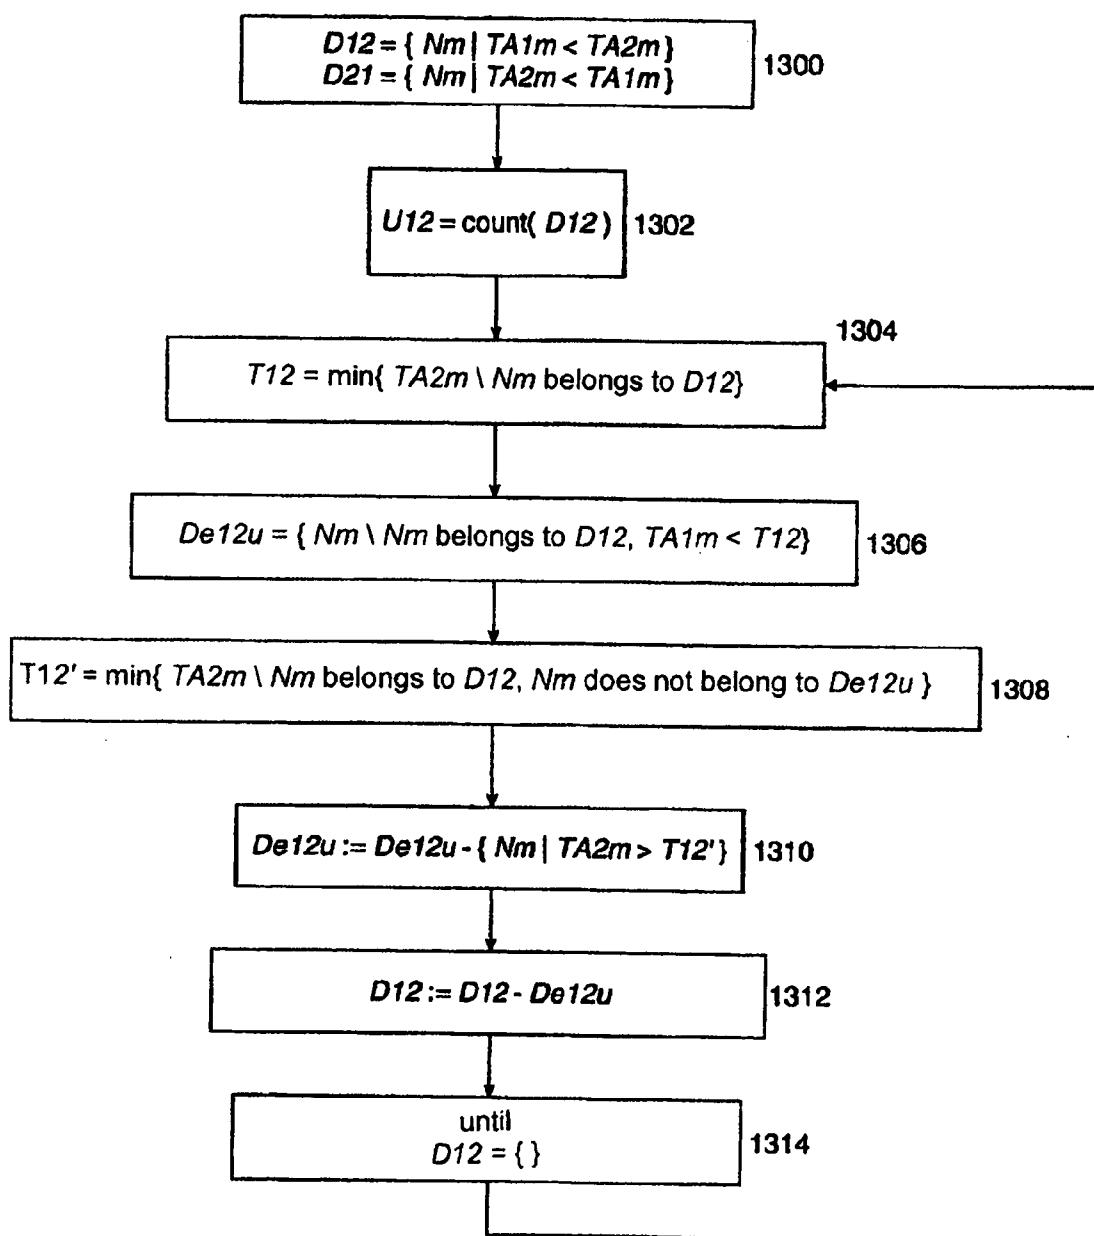 D12 = { Nm | TA1m < TA2m }
D21 = { Nm | TA2m < TA1m }
1300
U12 = count( D12 )
1302
1304
T12 = min{ TA2m \ Nm belongs to D12}
De12u = { Nm \ Nm belongs to D12, TA1m < T12}
1306
T12' = min{ TA2m \ Nm belongs to D12, Nm does not belong to De12u }
1308
De12u := De12u - { Nm | TA2m > T12' }
1310
D12 := D12 - De12u
1312
until
D12 = { }
1314